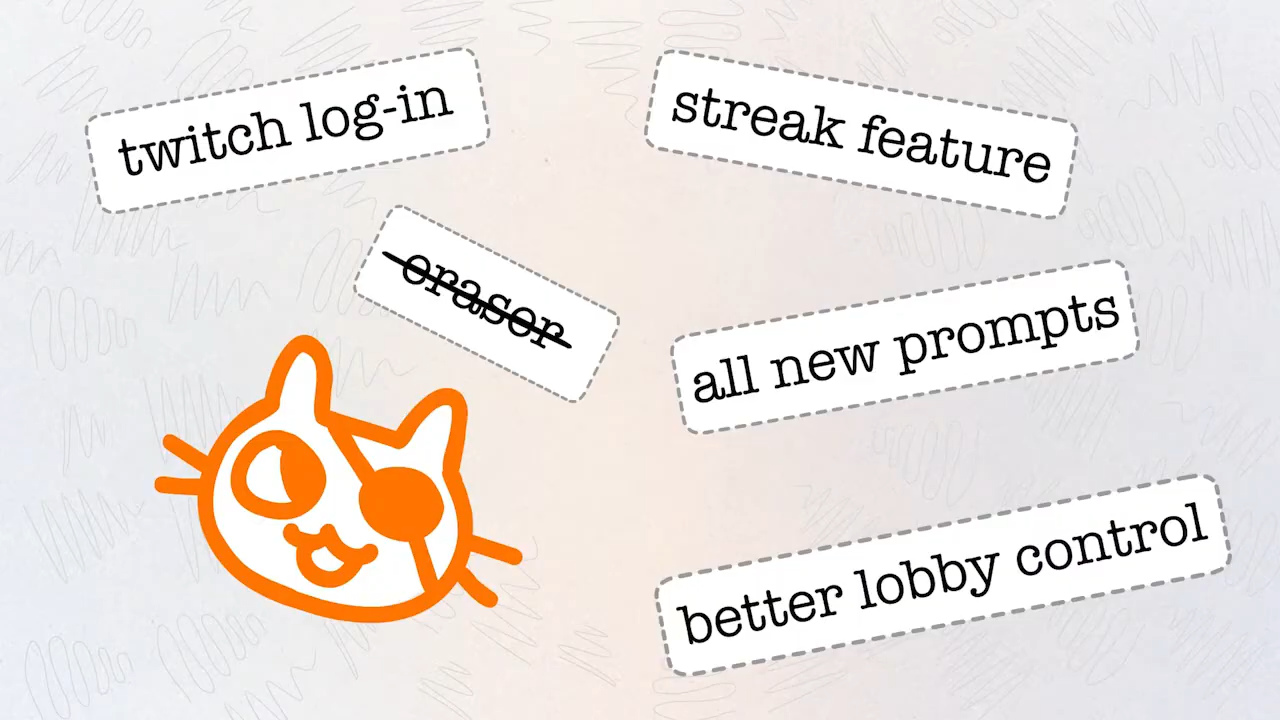 twitch log-in
streak feature
eraser
all new prompts
better lobby control